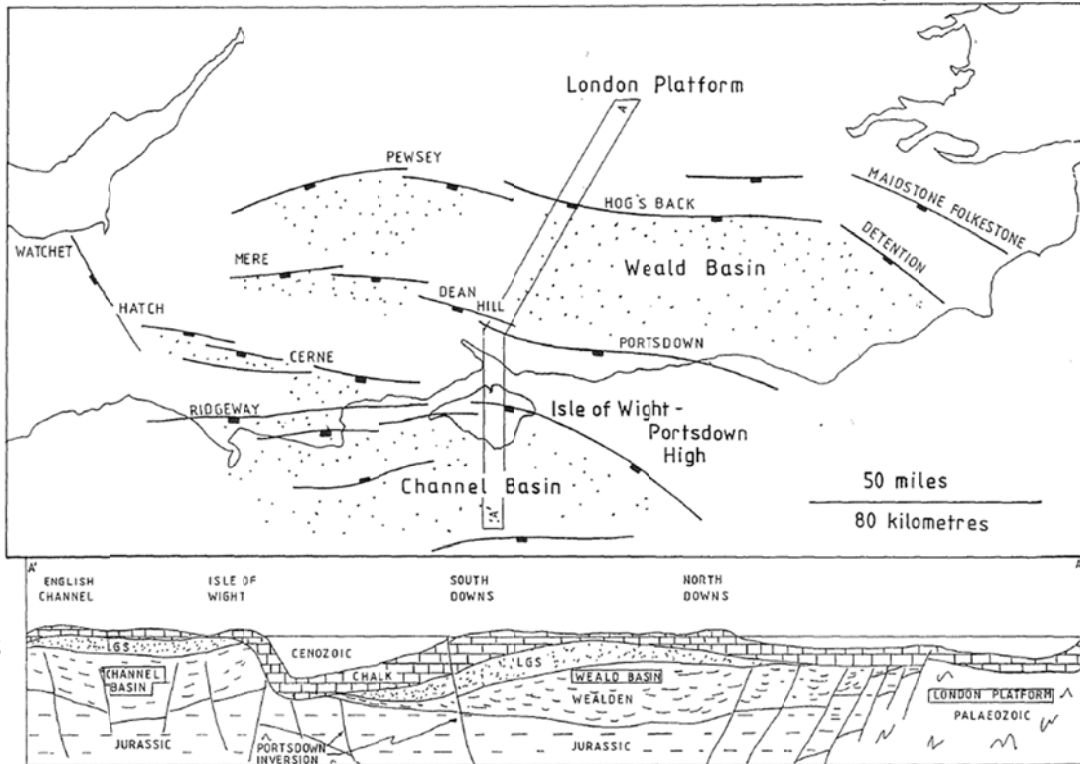 London Platform
A
PEWSEY
HOG'S BACK
MAIDSTONE FOLKESTONE
DETENTION
WATCHET
MERE
Weald Basin
DEAN
HILL
HATCH
PORTSDOWN
CERNE
RIDGEWAY
Isle of Wight -
Portsdown
High
Channel Basin
A'
50 miles
80 kilometres
A'
A
ENGLISH
CHANNEL
ISLE OF
WIGHT
SOUTH
DOWNS
NORTH
DOWNS
LGS
CENOZOIC
CHALK
LGS
CHANNEL
BASIN
WEALD BASIN
WEALDEN
LONDON PLATFORM
PALAEOZOIC
JURASSIC
PORTSDOWN
INVERSION
JURASSIC